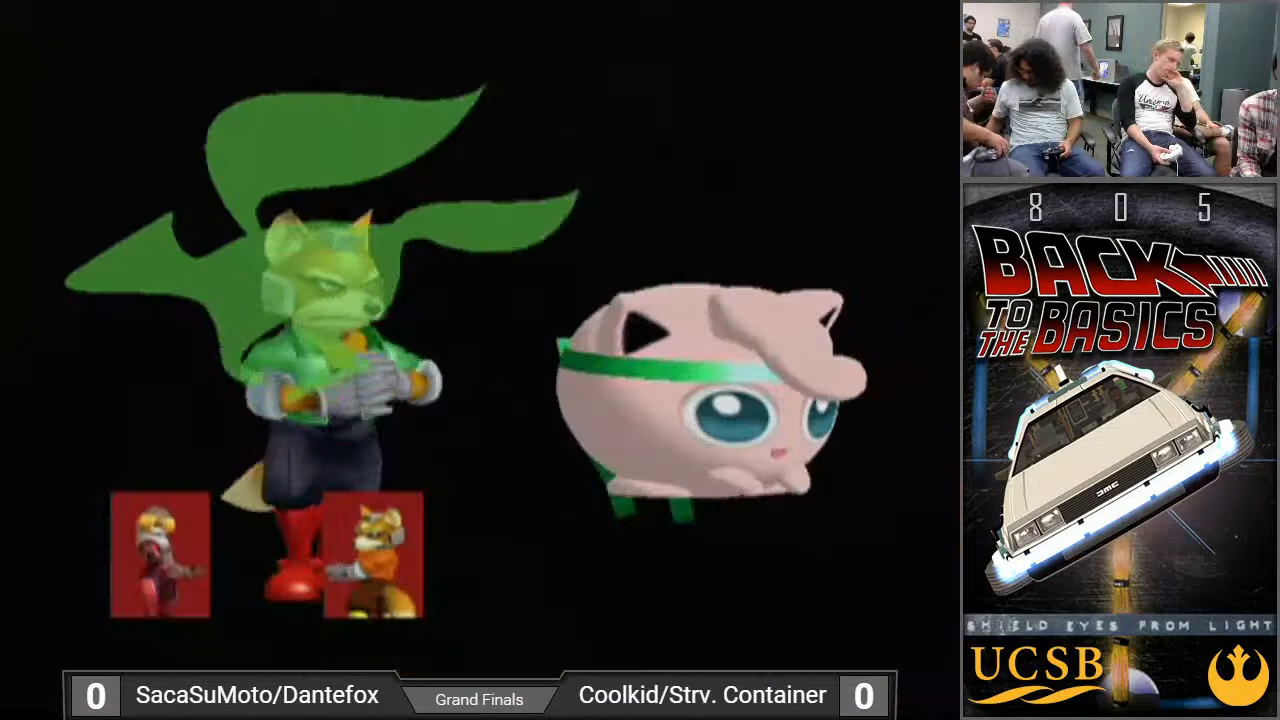 8 0 5
BACK
TO
THE BASICS
DMC
SHIELD EYES FROM LIGHT
UCSB
0 SacaSuMoto/Dantefox Grand Finals Coolkid/Strv. Container 0